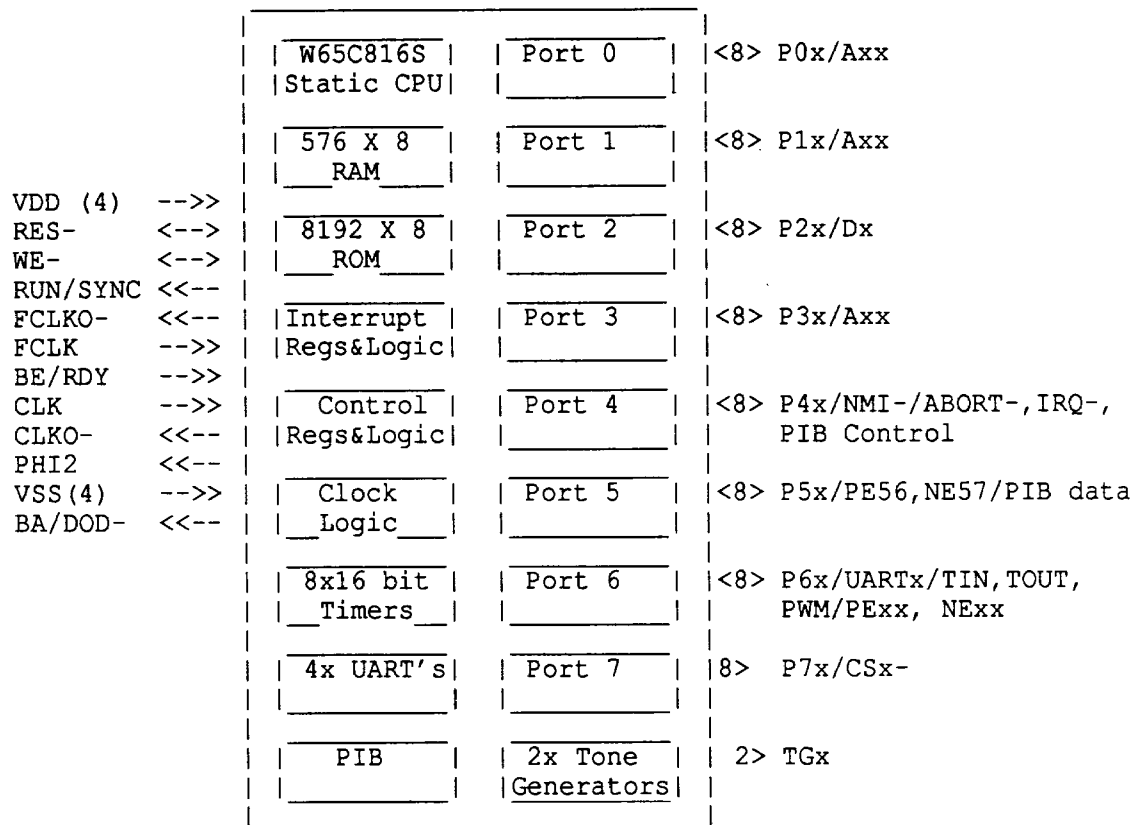 W65C816S Port 0 <8> P0x/Axx
Static CPU
576 X 8 Port 1 <8> P1x/Axx
RAM
VDD (4) -->>
RES- <--> 8192 X 8 Port 2 <8> P2x/Dx
WE- <--> ROM
RUN/SYNC <<--
FCLKO- <<-- Interrupt Port 3 <8> P3x/Axx
FCLK -->> Regs&Logic
BE/RDY -->>
CLK -->> Control Port 4 <8> P4x/NMI-/ABORT-,IRQ-,
CLKO- <<-- Regs&Logic PIB Control
PHI2 <<--
VSS(4) -->> Clock Port 5 <8> P5x/PE56,NE57/PIB data
BA/DOD- <<-- Logic
8x16 bit Port 6 <8> P6x/UARTx/TIN,TOUT,
Timers PWM/PExx, NExx
4x UART's Port 7 8> P7x/CSx-
PIB 2x Tone 2> TGx
Generators